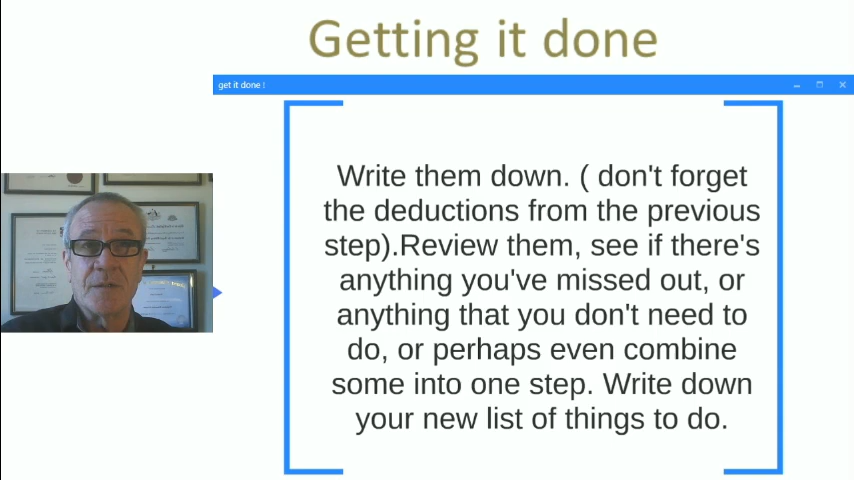 Getting it done
get it done !
Write them down. ( don't forget
the deductions from the previous
step).Review them, see if there's
anything you've missed out, or
anything that you don't need to
do, or perhaps even combine
some into one step. Write down
your new list of things to do.